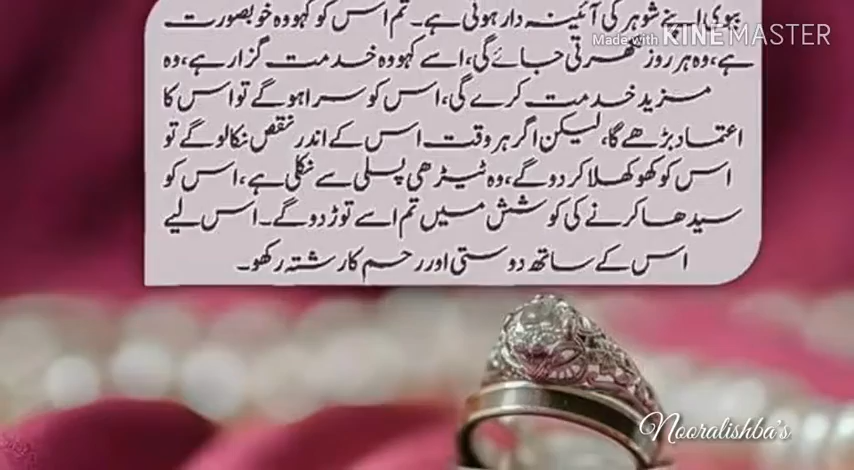 بیوی اپنے شوہر کی آئینہ دار ہوتی ہے۔ تم اس کو کہو وہ خوبصورت
ہے، وہ ہر روز نکھرتی جائے گی، اسے کہو وہ خدمت گزار ہے، وہ
مزید خدمت کرے گی، اس کو سراہو گے تو اس کا
اعتماد بڑھے گا، لیکن اگر ہر وقت اس کے اندر نقص نکالو گے تو
اس کو کھوکھلا کر دو گے، وہ ٹیڑھی پسلی سے نکلی ہے، اس کو
سیدھا کرنے کی کوشش میں تم اسے توڑ دو گے۔ اس لیے
اس کے ساتھ دوستی اور رحم کا رشتہ رکھو۔
Made with KINEMASTER
Nooralishba's